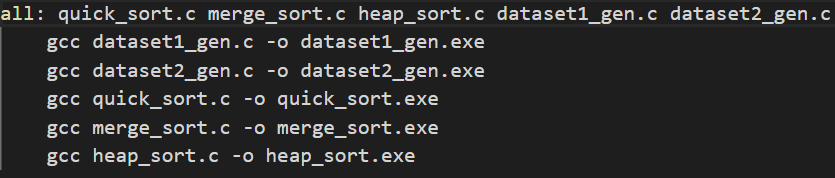 all: quick_sort.c merge_sort.c heap_sort.c dataset1_gen.c dataset2_gen.c
gcc dataset1_gen.c -o dataset1_gen.exe
gcc dataset2_gen.c -o dataset2_gen.exe
gcc quick_sort.c -o quick_sort.exe
gcc merge_sort.c -o merge_sort.exe
gcc heap_sort.c -o heap_sort.exe